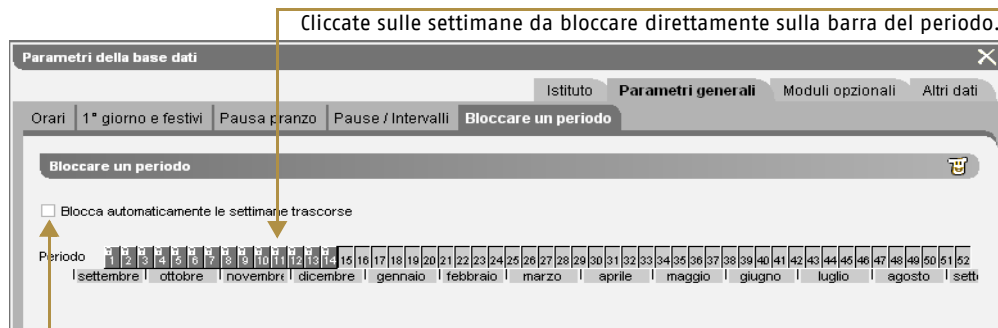 Cliccate sulle settimane da bloccare direttamente sulla barra del periodo.
Parametri della base dati
Istituto Parametri generali Moduli opzionali Altri dati
Orari 1° giorno e festivi Pausa pranzo Pause / Intervalli Bloccare un periodo
Bloccare un periodo
Blocca automaticamente le settimane trascorse
Periodo 1 2 3 4 5 6 7 8 9 10 11 12 13 14 15 16 17 18 19 20 21 22 23 24 25 26 27 28 29 30 31 32 33 34 35 36 37 38 39 40 41 42 43 44 45 46 47 48 49 50 51 52
settembre ottobre novembre dicembre gennaio febbraio marzo aprile maggio giugno luglio agosto sette